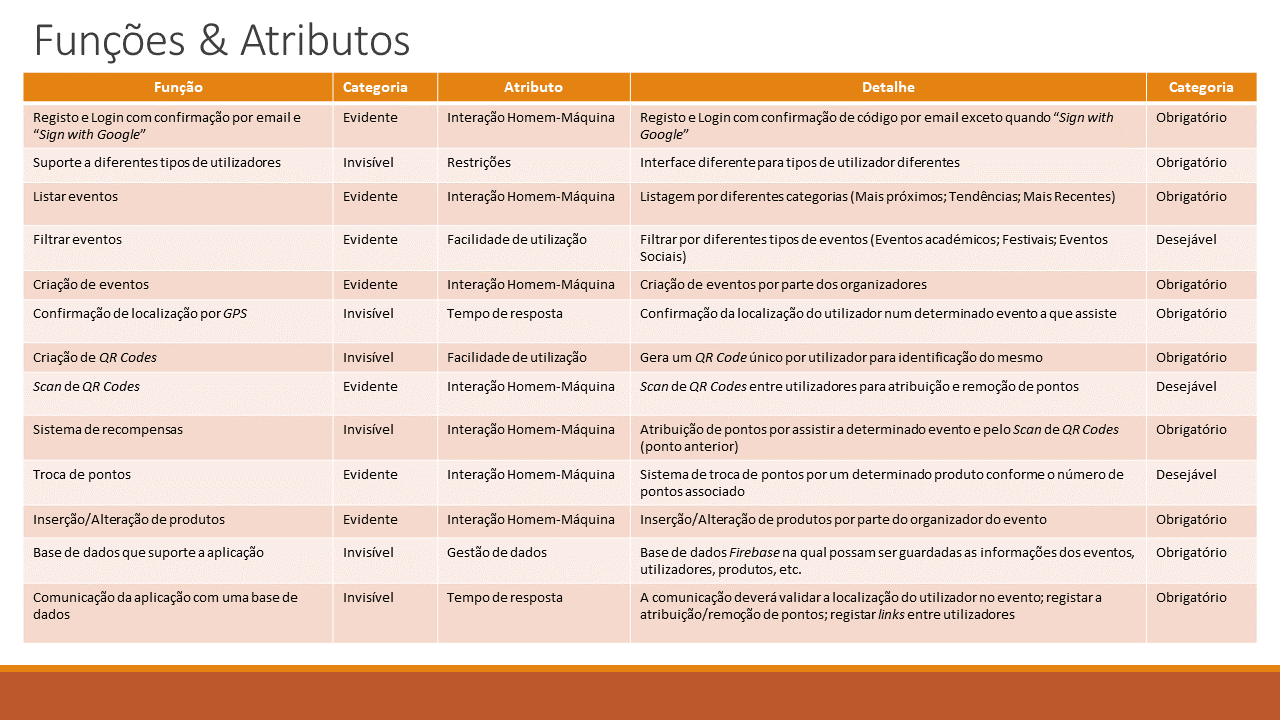 Funções & Atributos
Função Categoria Atributo Detalhe Categoria
Registo e Login com confirmação por email e Evidente Interação Homem-Máquina Registo e Login com confirmação de código por email exceto quando “Sign with Obrigatório
“Sign with Google” Google”
Suporte a diferentes tipos de utilizadores Invisível Restrições Interface diferente para tipos de utilizador diferentes Obrigatório
Listar eventos Evidente Interação Homem-Máquina Listagem por diferentes categorias (Mais próximos; Tendências; Mais Recentes) Obrigatório
Filtrar eventos Evidente Facilidade de utilização Filtrar por diferentes tipos de eventos (Eventos académicos; Festivais; Eventos Desejável
Sociais)
Criação de eventos Evidente Interação Homem-Máquina Criação de eventos por parte dos organizadores Obrigatório
Confirmação de localização por GPS Invisível Tempo de resposta Confirmação da localização do utilizador num determinado evento a que assiste Obrigatório
Criação de QR Codes Invisível Facilidade de utilização Gera um QR Code único por utilizador para identificação do mesmo Obrigatório
Scan de QR Codes Evidente Interação Homem-Máquina Scan de QR Codes entre utilizadores para atribuição e remoção de pontos Desejável
Sistema de recompensas Invisível Interação Homem-Máquina Atribuição de pontos por assistir a determinado evento e pelo Scan de QR Codes Obrigatório
(ponto anterior)
Troca de pontos Evidente Interação Homem-Máquina Sistema de troca de pontos por um determinado produto conforme o número de Desejável
pontos associado
Inserção/Alteração de produtos Evidente Interação Homem-Máquina Inserção/Alteração de produtos por parte do organizador do evento Obrigatório
Base de dados que suporte a aplicação Invisível Gestão de dados Base de dados Firebase na qual possam ser guardadas as informações dos eventos, Obrigatório
utilizadores, produtos, etc.
Comunicação da aplicação com uma base de Invisível Tempo de resposta A comunicação deverá validar a localização do utilizador no evento; registar a Obrigatório
dados atribuição/remoção de pontos; registar links entre utilizadores